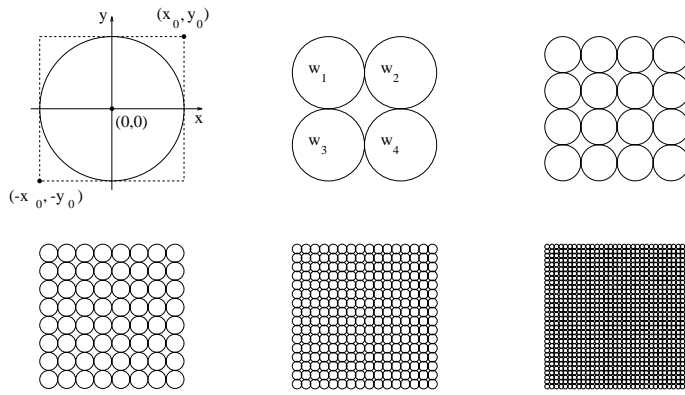 y
(x₀, y₀)
x
(0,0)
(-x₀, -y₀)
w₁
w₂
w₃
w₄